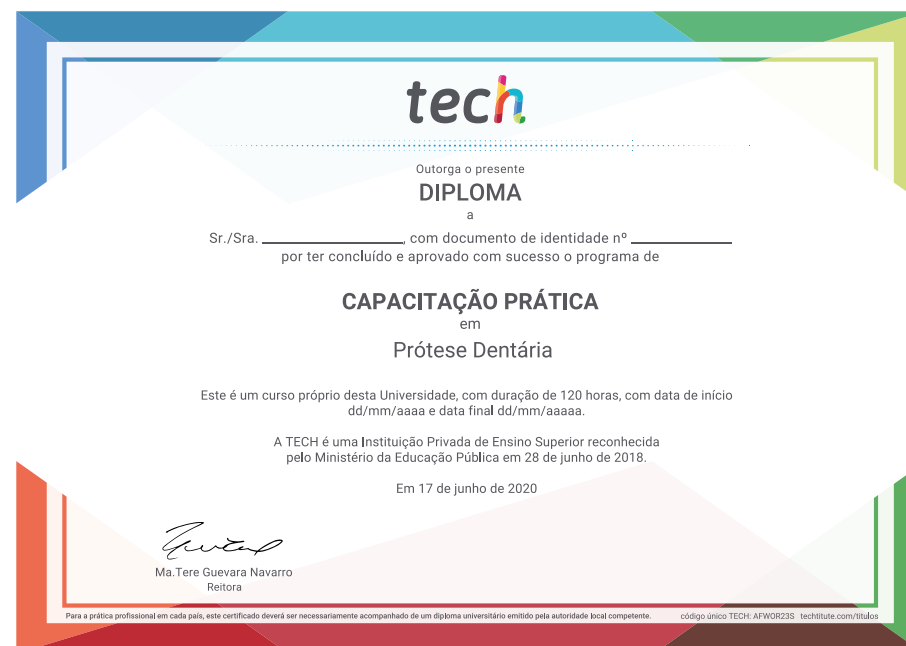 tech
Outorga o presente
DIPLOMA
a
Sr./Sra. ________________, com documento de identidade nº ____________
por ter concluído e aprovado com sucesso o programa de
CAPACITAÇÃO PRÁTICA
em
Prótese Dentária
Este é um curso próprio desta Universidade, com duração de 120 horas, com data de início
dd/mm/aaaa e data final dd/mm/aaaaa.
A TECH é uma Instituição Privada de Ensino Superior reconhecida
pelo Ministério da Educação Pública em 28 de junho de 2018.
Em 17 de junho de 2020
Ma.Tere Guevara Navarro
Reitora
Para a prática profissional em cada país, este certificado deverá ser necessariamente acompanhado de um diploma universitário emitido pela autoridade local competente. código único TECH: AFWOR23S techtitute.com/titulos